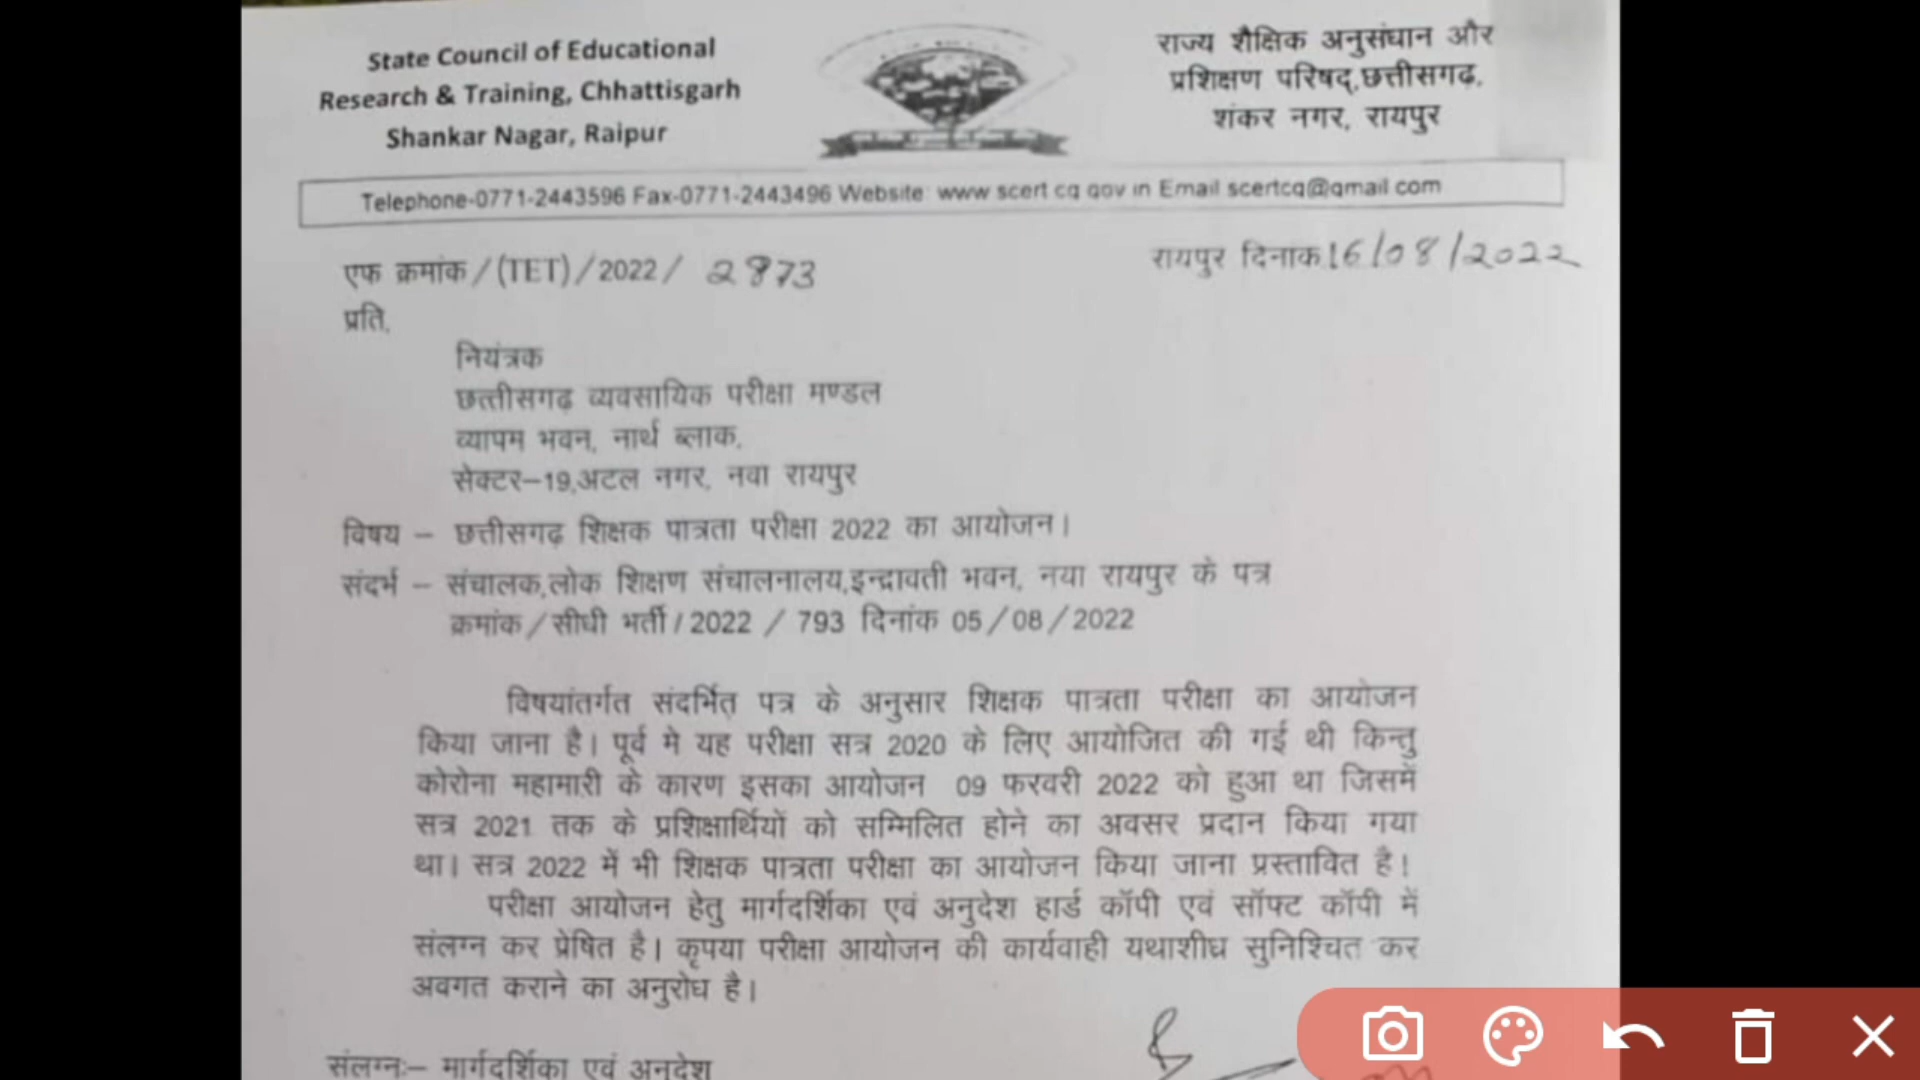 State Council of Educational
Research & Training, Chhattisgarh
Shankar Nagar, Raipur
राज्य शैक्षिक अनुसंधान और
प्रशिक्षण परिषद्,छत्तीसगढ़,
शंकर नगर, रायपुर
Telephone-0771-2443596 Fax-0771-2443496 Website: www scert cg gov in Email scertcg@gmail com
एफ क्रमांक/(TET)/2022/ 2873
रायपुर दिनाक 16/08/2022
प्रति,
नियंत्रक
छत्तीसगढ़ व्यवसायिक परीक्षा मण्डल
व्यापम भवन, नार्थ ब्लाक,
सेक्टर–19,अटल नगर, नवा रायपुर
विषय – छत्तीसगढ़ शिक्षक पात्रता परीक्षा 2022 का आयोजन।
संदर्भ – संचालक,लोक शिक्षण संचालनालय,इन्द्रावती भवन, नया रायपुर के पत्र
क्रमांक/सीधी भर्ती/2022 / 793 दिनांक 05/08/2022
विषयांतर्गत संदर्भित पत्र के अनुसार शिक्षक पात्रता परीक्षा का आयोजन
किया जाना है। पूर्व मे यह परीक्षा सत्र 2020 के लिए आयोजित की गई थी किन्तु
कोरोना महामारी के कारण इसका आयोजन 09 फरवरी 2022 को हुआ था जिसमें
सत्र 2021 तक के प्रशिक्षार्थियों को सम्मिलित होने का अवसर प्रदान किया गया
था। सत्र 2022 में भी शिक्षक पात्रता परीक्षा का आयोजन किया जाना प्रस्तावित है।
परीक्षा आयोजन हेतु मार्गदर्शिका एवं अनुदेश हार्ड कॉपी एवं सॉफ्ट कॉपी में
संलग्न कर प्रेषित है। कृपया परीक्षा आयोजन की कार्यवाही यथाशीघ्र सुनिश्चित कर
अवगत कराने का अनुरोध है।
संलग्नः– मार्गदर्शिका एवं अनुदेश